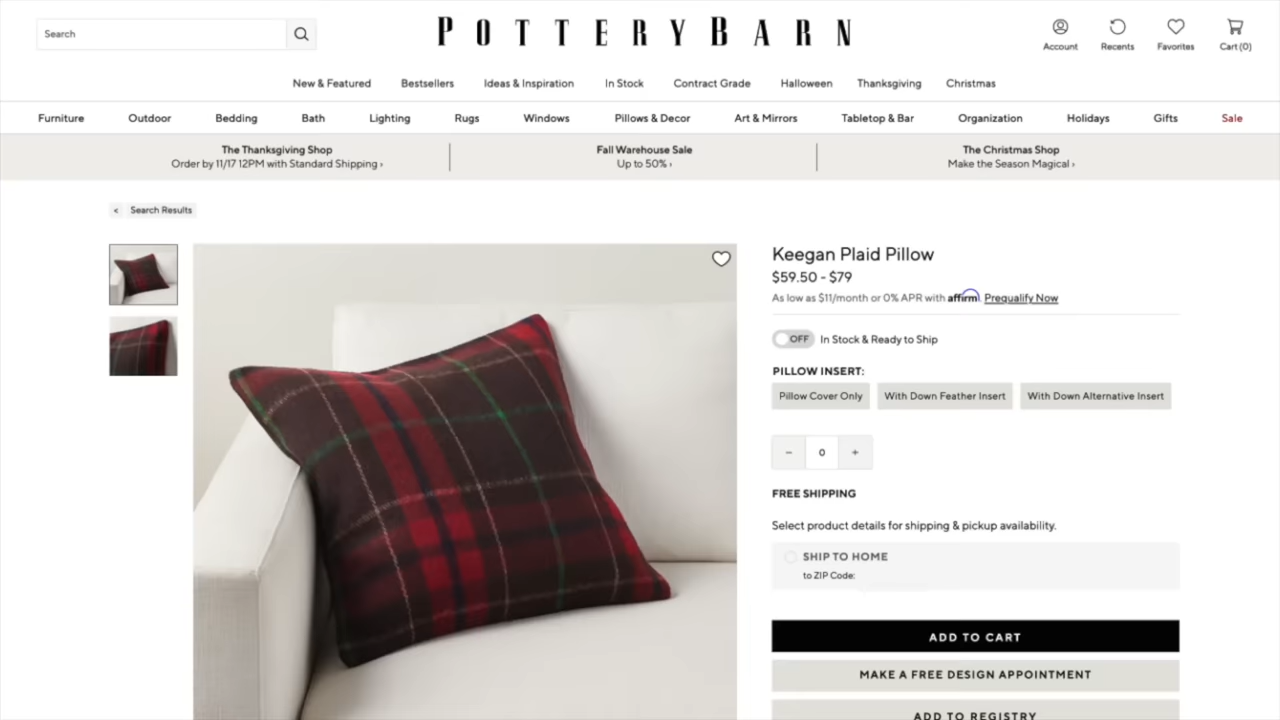 Search
POTTERYBARN
Account
Recents
Favorites
Cart (0)
New & Featured
Bestsellers
Ideas & Inspiration
In Stock
Contract Grade
Halloween
Thanksgiving
Christmas
Furniture
Outdoor
Bedding
Bath
Lighting
Rugs
Windows
Pillows & Decor
Art & Mirrors
Tabletop & Bar
Organization
Holidays
Gifts
Sale
The Thanksgiving Shop
Order by 11/17 12PM with Standard Shipping ›
Fall Warehouse Sale
Up to 50% ›
The Christmas Shop
Make the Season Magical ›
< Search Results
Keegan Plaid Pillow
$59.50 - $79
As low as $11/month or 0% APR with affirm. Prequalify Now
OFF In Stock & Ready to Ship
PILLOW INSERT:
Pillow Cover Only
With Down Feather Insert
With Down Alternative Insert
− 0 +
FREE SHIPPING
Select product details for shipping & pickup availability.
SHIP TO HOME
to ZIP Code:
ADD TO CART
MAKE A FREE DESIGN APPOINTMENT
ADD TO REGISTRY